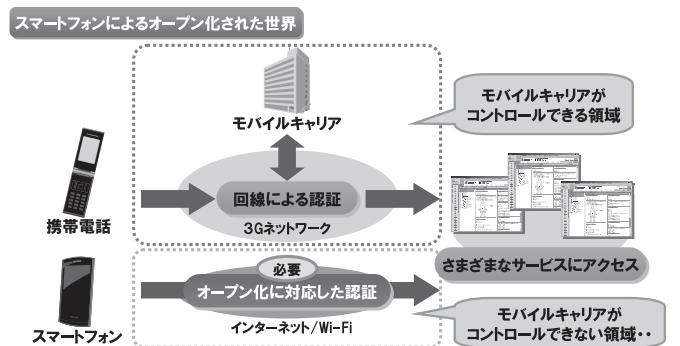 スマートフォンによるオープン化された世界
モバイルキャリア
モバイルキャリアが
コントロールできる領域
回線による認証
3Gネットワーク
携帯電話
さまざまなサービスにアクセス
必要
オープン化に対応した認証
インターネット/Wi-Fi
スマートフォン
モバイルキャリアが
コントロールできない領域・・